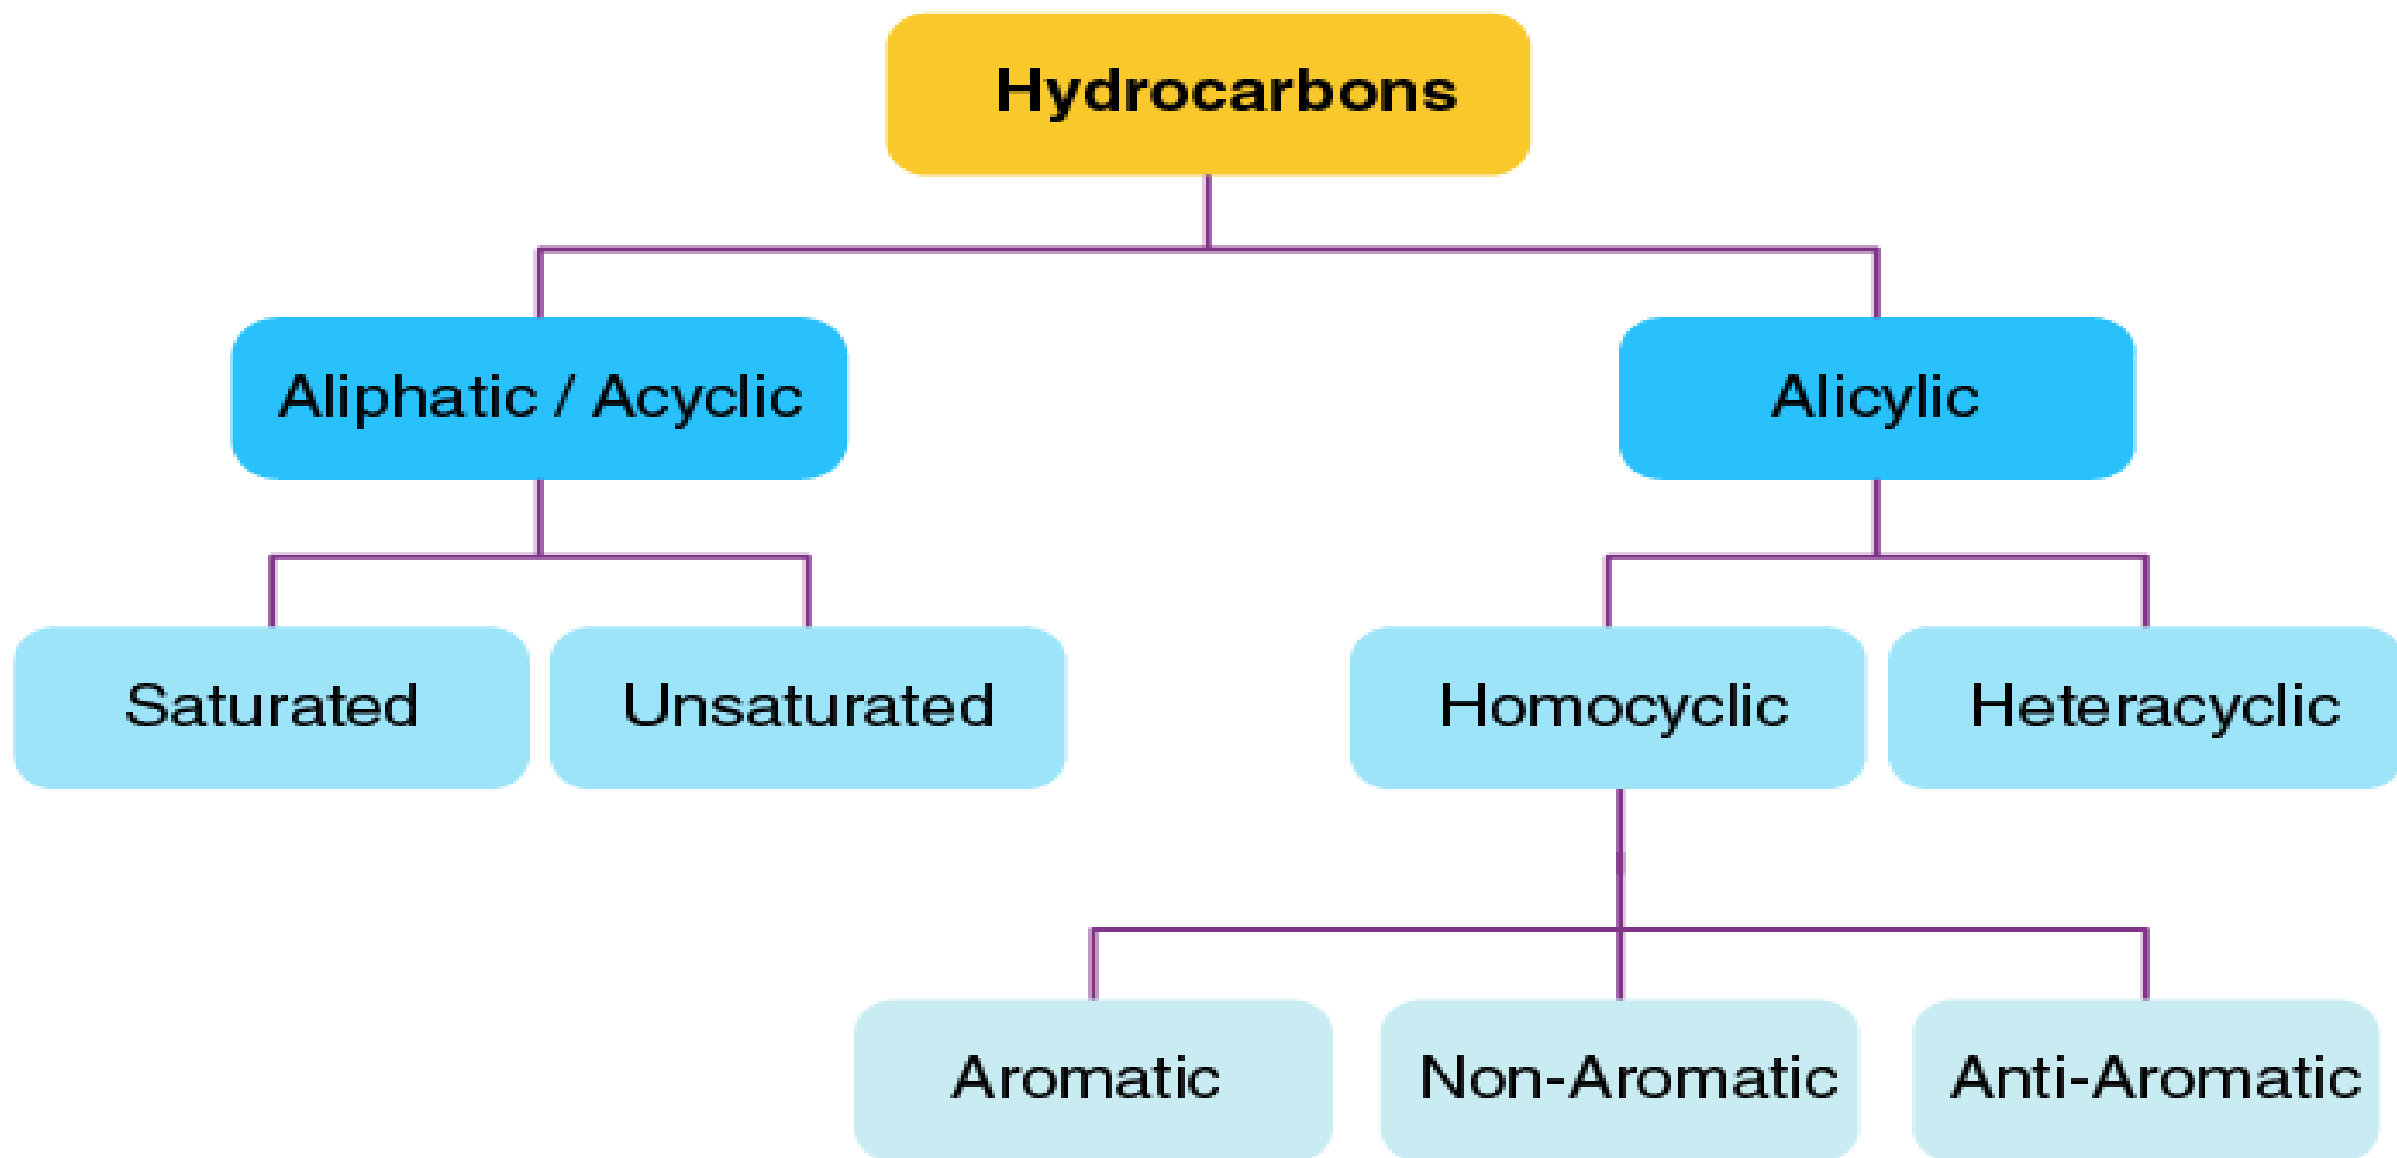 Hydrocarbons
Aliphatic / Acyclic
Alicylic
Saturated
Unsaturated
Homocyclic
Heteracyclic
Aromatic
Non-Aromatic
Anti-Aromatic